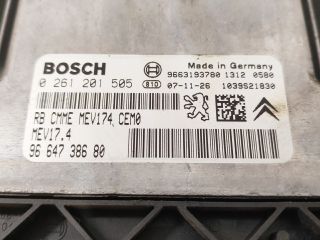 BOSCH
Made in Germany
0 261 201 505
810
9663193780 1312 0580
07-11-26 1039S21830
RB CMME MEV174 CEM0
MEV17.4
96 647 386 80